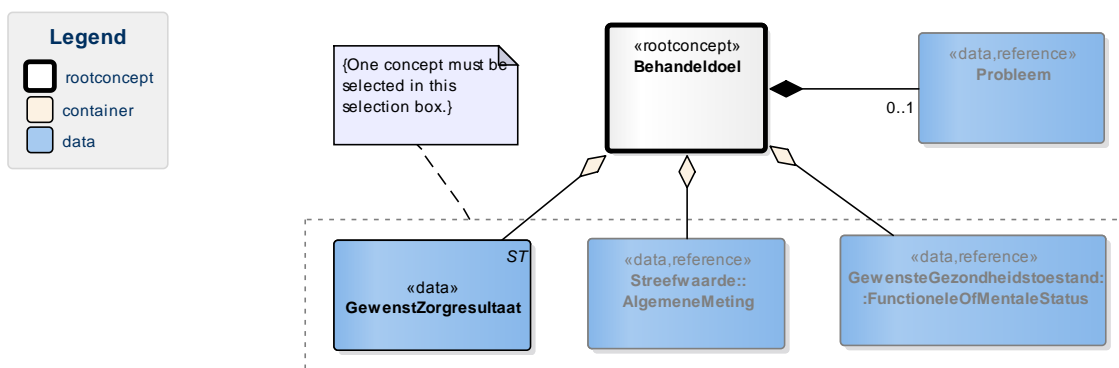 Legend
rootconcept
container
data
{One concept must be
selected in this
selection box.}
«rootconcept»
Behandeldoel
«data,reference»
Probleem
0..1
ST
«data»
GewenstZorgresultaat
«data,reference»
Streefwaarde::
AlgemeneMeting
«data,reference»
GewensteGezondheidstoestand:
:FunctioneleOfMentaleStatus